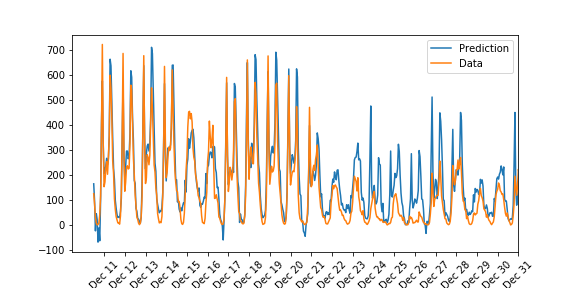 Prediction
Data
700
600
500
400
300
200
100
0
−100
Dec 11
Dec 12
Dec 13
Dec 14
Dec 15
Dec 16
Dec 17
Dec 18
Dec 19
Dec 20
Dec 21
Dec 22
Dec 23
Dec 24
Dec 25
Dec 26
Dec 27
Dec 28
Dec 29
Dec 30
Dec 31